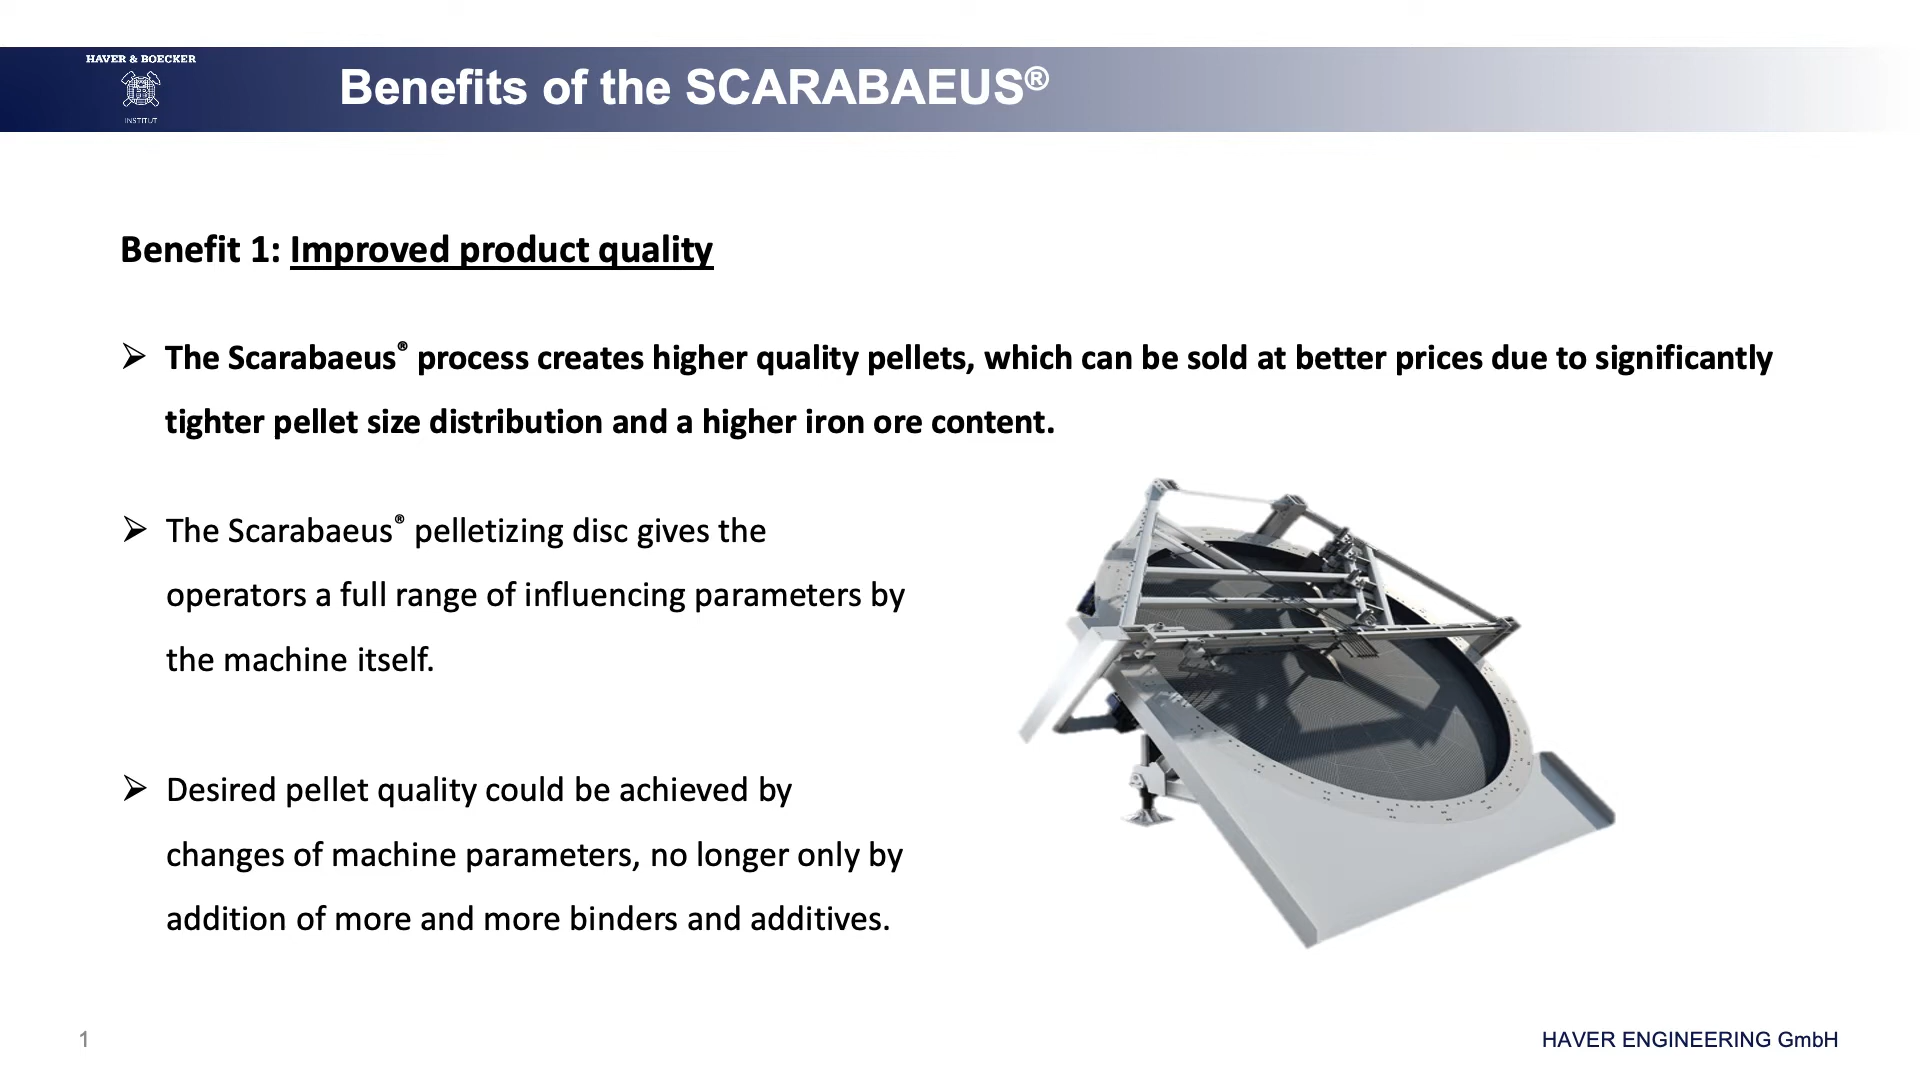 HAVER & BOECKER
INSTITUT
Benefits of the SCARABAEUS®
Benefit 1: Improved product quality
➢ The Scarabaeus® process creates higher quality pellets, which can be sold at better prices due to significantly
tighter pellet size distribution and a higher iron ore content.
➢ The Scarabaeus® pelletizing disc gives the
operators a full range of influencing parameters by
the machine itself.
➢ Desired pellet quality could be achieved by
changes of machine parameters, no longer only by
addition of more and more binders and additives.
1
HAVER ENGINEERING GmbH